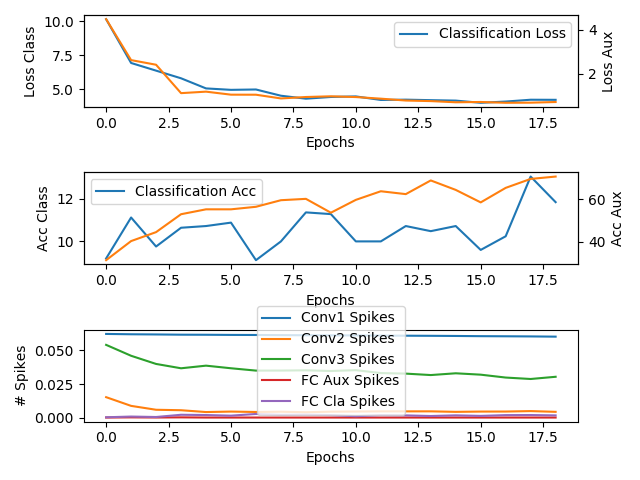 10.0
7.5
5.0
Loss Class
Classification Loss
4
2
Loss Aux
0.0 2.5 5.0 7.5 10.0 12.5 15.0 17.5
Epochs
12
10
Acc Class
Classification Acc
60
40
Acc Aux
0.0 2.5 5.0 7.5 10.0 12.5 15.0 17.5
Epochs
0.050
0.025
0.000
# Spikes
Conv1 Spikes
Conv2 Spikes
Conv3 Spikes
FC Aux Spikes
FC Cla Spikes
0.0 2.5 5.0 7.5 10.0 12.5 15.0 17.5
Epochs